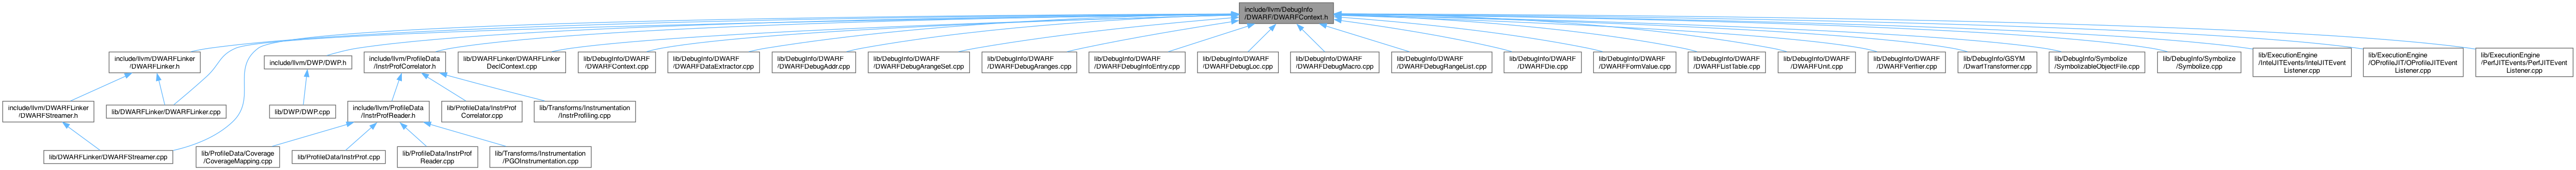 include/llvm/DebugInfo
/DWARF/DWARFContext.h
include/llvm/DWARFLinker
/DWARFLinker.h
include/llvm/DWP/DWP.h
include/llvm/ProfileData
/InstrProfCorrelator.h
lib/DWARFLinker/DWARFLinker
DeclContext.cpp
lib/DebugInfo/DWARF
/DWARFContext.cpp
lib/DebugInfo/DWARF
/DWARFDataExtractor.cpp
lib/DebugInfo/DWARF
/DWARFDebugAddr.cpp
lib/DebugInfo/DWARF
/DWARFDebugArangeSet.cpp
lib/DebugInfo/DWARF
/DWARFDebugAranges.cpp
lib/DebugInfo/DWARF
/DWARFDebugInfoEntry.cpp
lib/DebugInfo/DWARF
/DWARFDebugLoc.cpp
lib/DebugInfo/DWARF
/DWARFDebugMacro.cpp
lib/DebugInfo/DWARF
/DWARFDebugRangeList.cpp
lib/DebugInfo/DWARF
/DWARFDie.cpp
lib/DebugInfo/DWARF
/DWARFFormValue.cpp
lib/DebugInfo/DWARF
/DWARFListTable.cpp
lib/DebugInfo/DWARF
/DWARFUnit.cpp
lib/DebugInfo/DWARF
/DWARFVerifier.cpp
lib/DebugInfo/GSYM
/DwarfTransformer.cpp
lib/DebugInfo/Symbolize
/SymbolizableObjectFile.cpp
lib/DebugInfo/Symbolize
/Symbolize.cpp
lib/ExecutionEngine
/IntelJITEvents/IntelJITEvent
Listener.cpp
lib/ExecutionEngine
/OProfileJIT/OProfileJITEvent
Listener.cpp
lib/ExecutionEngine
/PerfJITEvents/PerfJITEvent
Listener.cpp
include/llvm/DWARFLinker
/DWARFStreamer.h
lib/DWARFLinker/DWARFLinker.cpp
lib/DWP/DWP.cpp
include/llvm/ProfileData
/InstrProfReader.h
lib/ProfileData/InstrProf
Correlator.cpp
lib/Transforms/Instrumentation
/InstrProfiling.cpp
lib/DWARFLinker/DWARFStreamer.cpp
lib/ProfileData/Coverage
/CoverageMapping.cpp
lib/ProfileData/InstrProf.cpp
lib/ProfileData/InstrProf
Reader.cpp
lib/Transforms/Instrumentation
/PGOInstrumentation.cpp